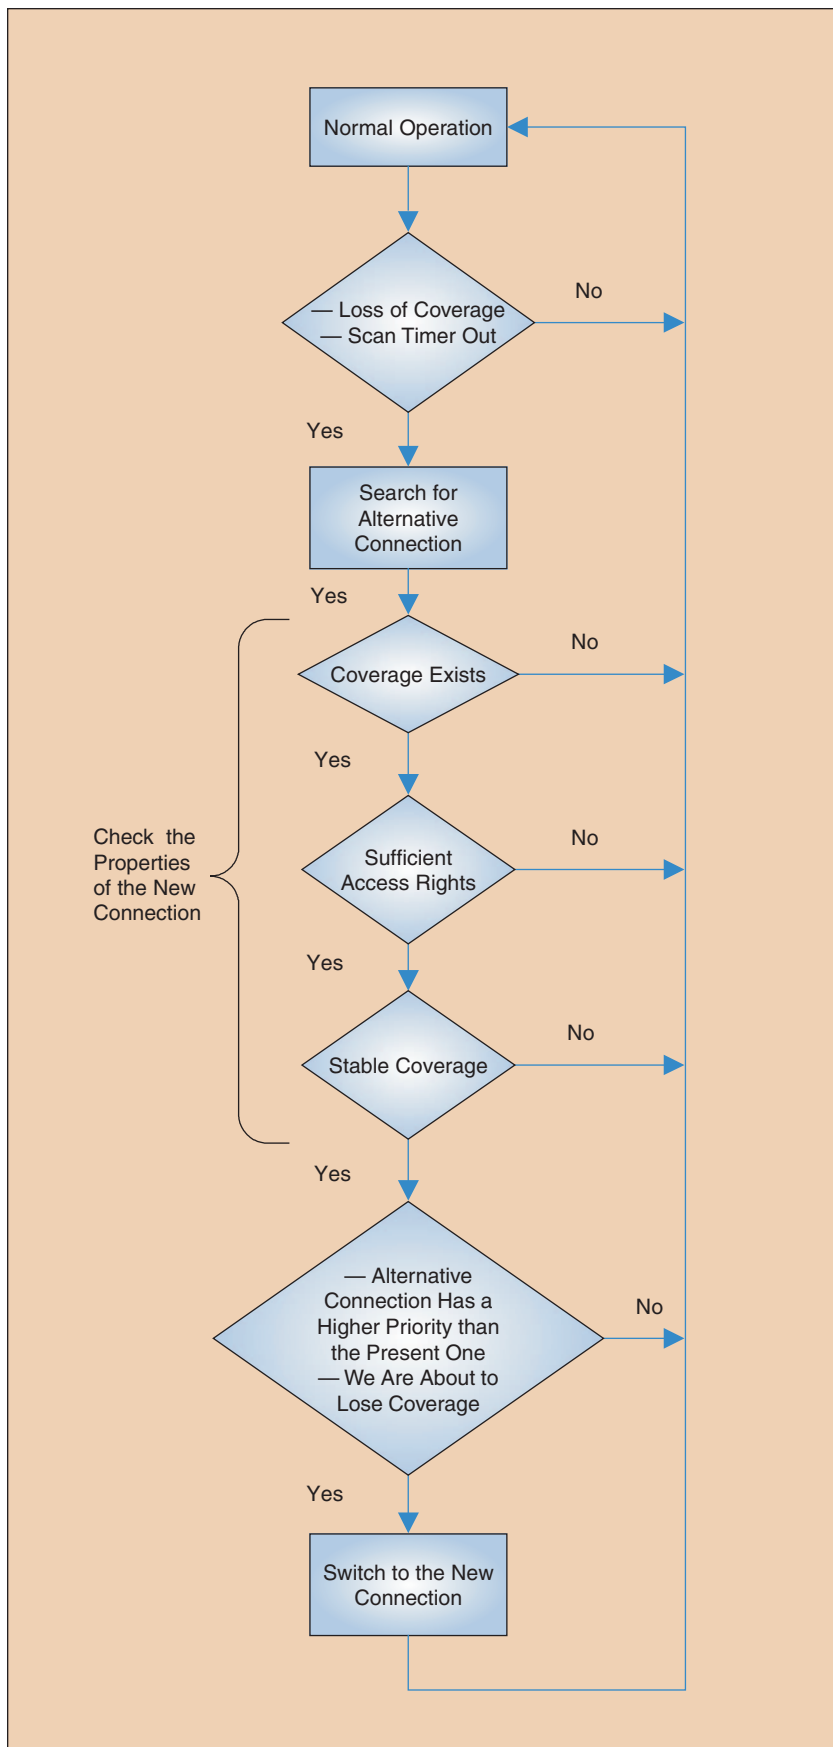 Normal Operation
— Loss of Coverage
— Scan Timer Out
No
Yes
Search for
Alternative
Connection
Yes
Coverage Exists
No
Yes
Check the
Properties
of the New
Connection
Sufficient
Access Rights
No
Yes
Stable Coverage
No
Yes
— Alternative
Connection Has a
Higher Priority than
the Present One
— We Are About to
Lose Coverage
No
Yes
Switch to the New
Connection